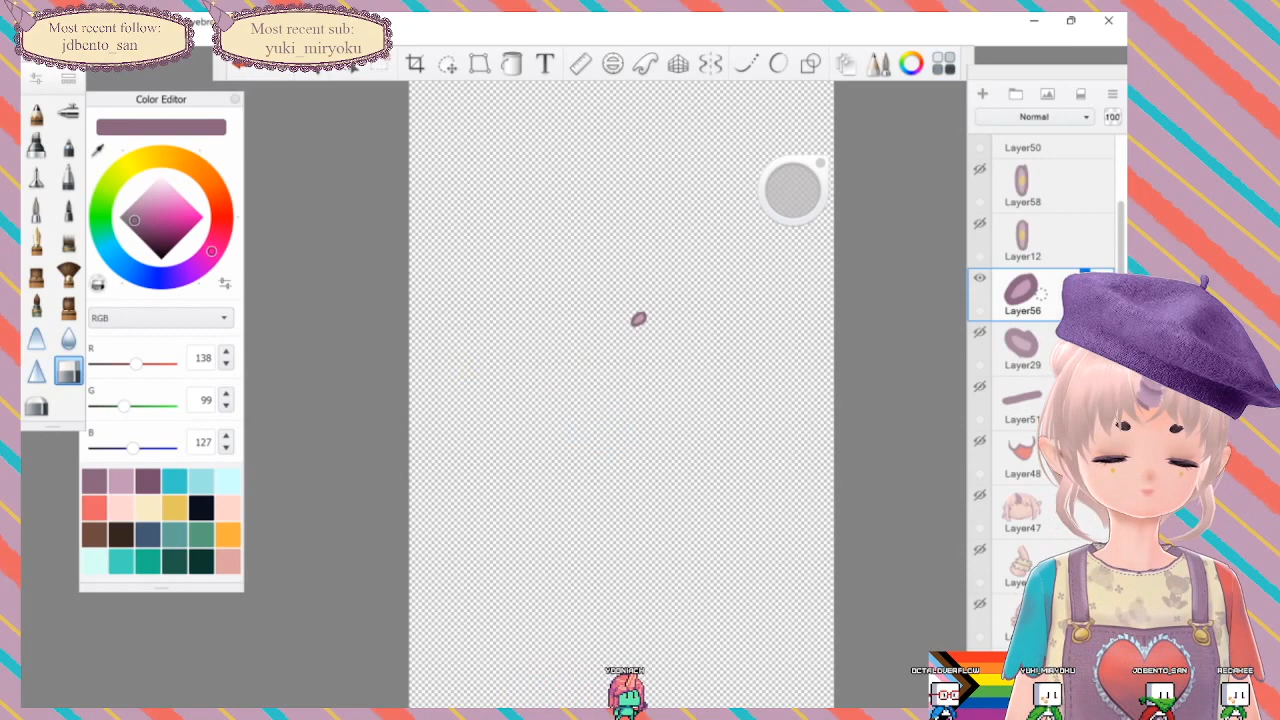 Most recent follow:
jdbento_san
Most recent sub:
yuki_miryoku
T
Color Editor
RGB
R
138
G
99
B
127
Normal
100
Layer50
Layer58
Layer12
Layer56
Layer29
Layer51
Layer48
Layer47
YOGNIACK
OCTALOVERFLOW
YUKI_MIRYOKU
JDBENTO_SAN